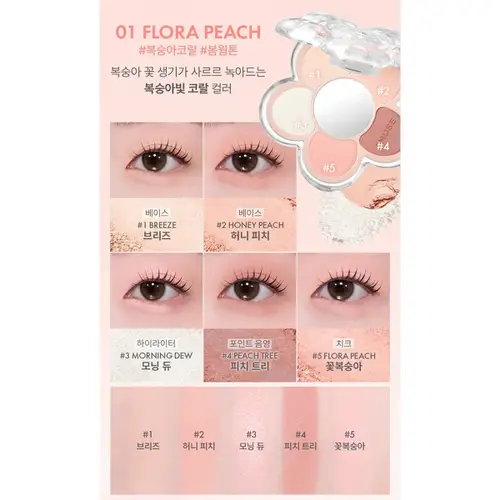 01 FLORA PEACH
#복숭아코랄 #봄웜톤
복숭아 꽃 생기가 사르르 녹아드는
복숭아빛 코랄 컬러
#1
#2
#3
#4
#5
베이스
#1 BREEZE
브리즈
베이스
#2 HONEY PEACH
허니 피치
하이라이터
#3 MORNING DEW
모닝 듀
포인트 음영
#4 PEACH TREE
피치 트리
치크
#5 FLORA PEACH
꽃복숭아
#1
브리즈
#2
허니 피치
#3
모닝 듀
#4
피치 트리
#5
꽃복숭아